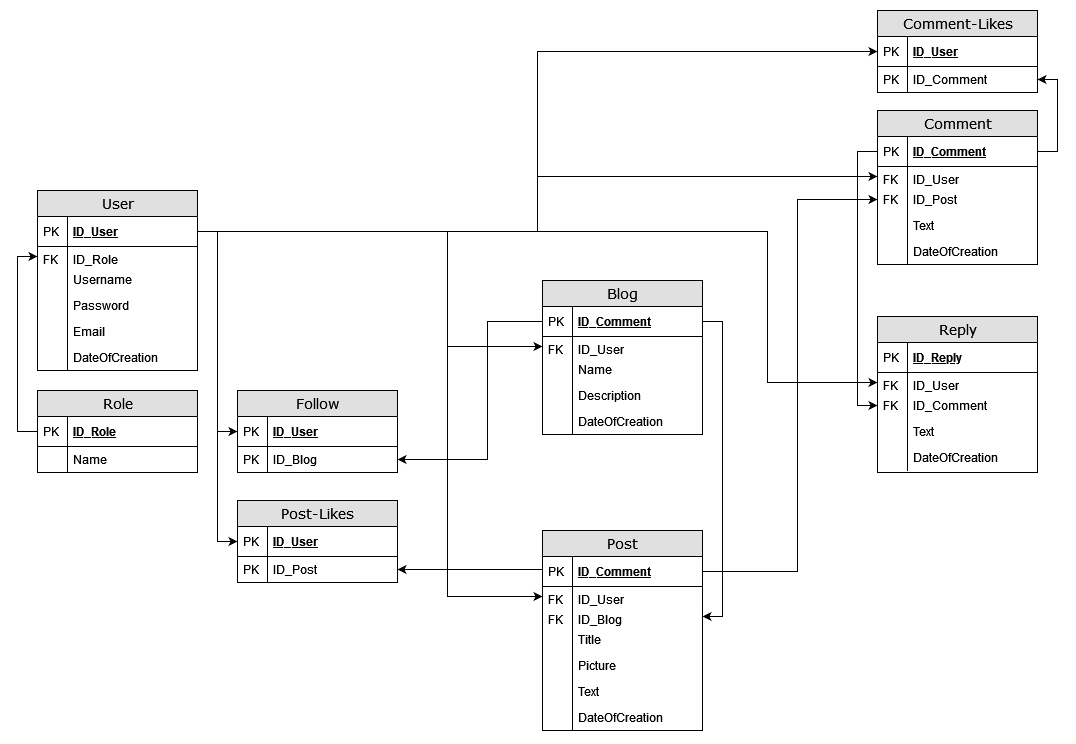 Comment-Likes
PK ID_User
PK ID_Comment
Comment
PK ID_Comment
FK ID_User
FK ID_Post
Text
DateOfCreation
User
PK ID_User
FK ID_Role
Username
Password
Email
DateOfCreation
Blog
PK ID_Comment
FK ID_User
Name
Description
DateOfCreation
Reply
PK ID_Reply
FK ID_User
FK ID_Comment
Text
DateOfCreation
Role
PK ID_Role
Name
Follow
PK ID_User
PK ID_Blog
Post-Likes
PK ID_User
PK ID_Post
Post
PK ID_Comment
FK ID_User
FK ID_Blog
Title
Picture
Text
DateOfCreation